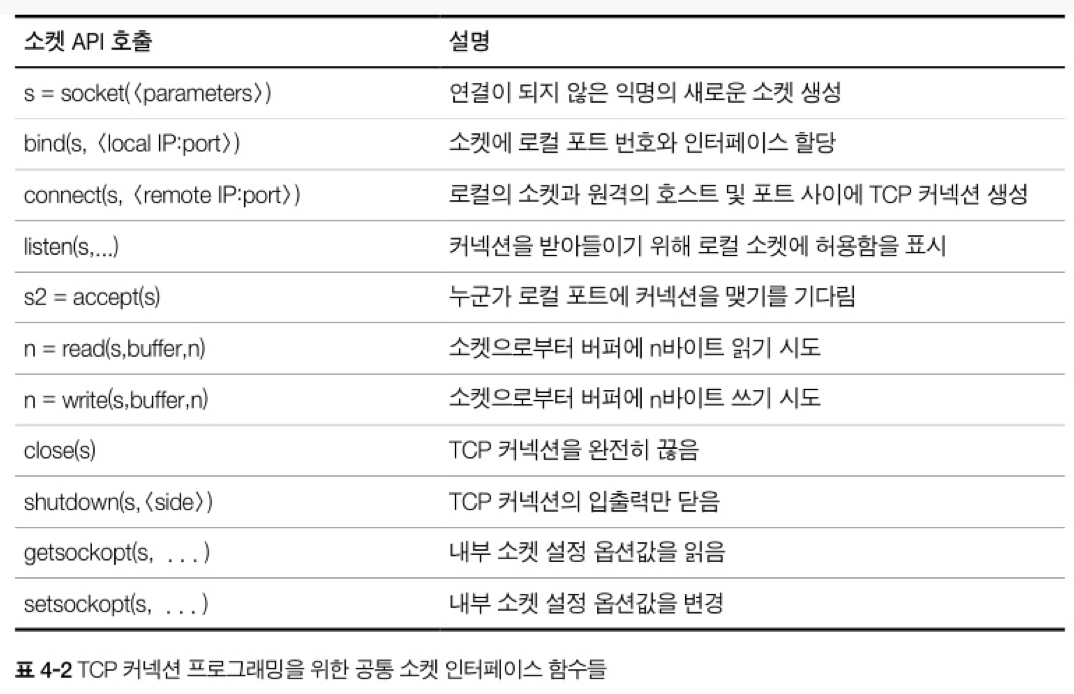 소켓 API 호출 설명
s = socket(〈parameters〉) 연결이 되지 않은 익명의 새로운 소켓 생성
bind(s, 〈local IP:port〉) 소켓에 로컬 포트 번호와 인터페이스 할당
connect(s, 〈remote IP:port〉) 로컬의 소켓과 원격의 호스트 및 포트 사이에 TCP 커넥션 생성
listen(s,...) 커넥션을 받아들이기 위해 로컬 소켓에 허용함을 표시
s2 = accept(s) 누군가 로컬 포트에 커넥션을 맺기를 기다림
n = read(s,buffer,n) 소켓으로부터 버퍼에 n바이트 읽기 시도
n = write(s,buffer,n) 소켓으로부터 버퍼에 n바이트 쓰기 시도
close(s) TCP 커넥션을 완전히 끊음
shutdown(s,〈side〉) TCP 커넥션의 입출력만 닫음
getsockopt(s, . . . ) 내부 소켓 설정 옵션값을 읽음
setsockopt(s, . . . ) 내부 소켓 설정 옵션값을 변경
표 4-2 TCP 커넥션 프로그래밍을 위한 공통 소켓 인터페이스 함수들